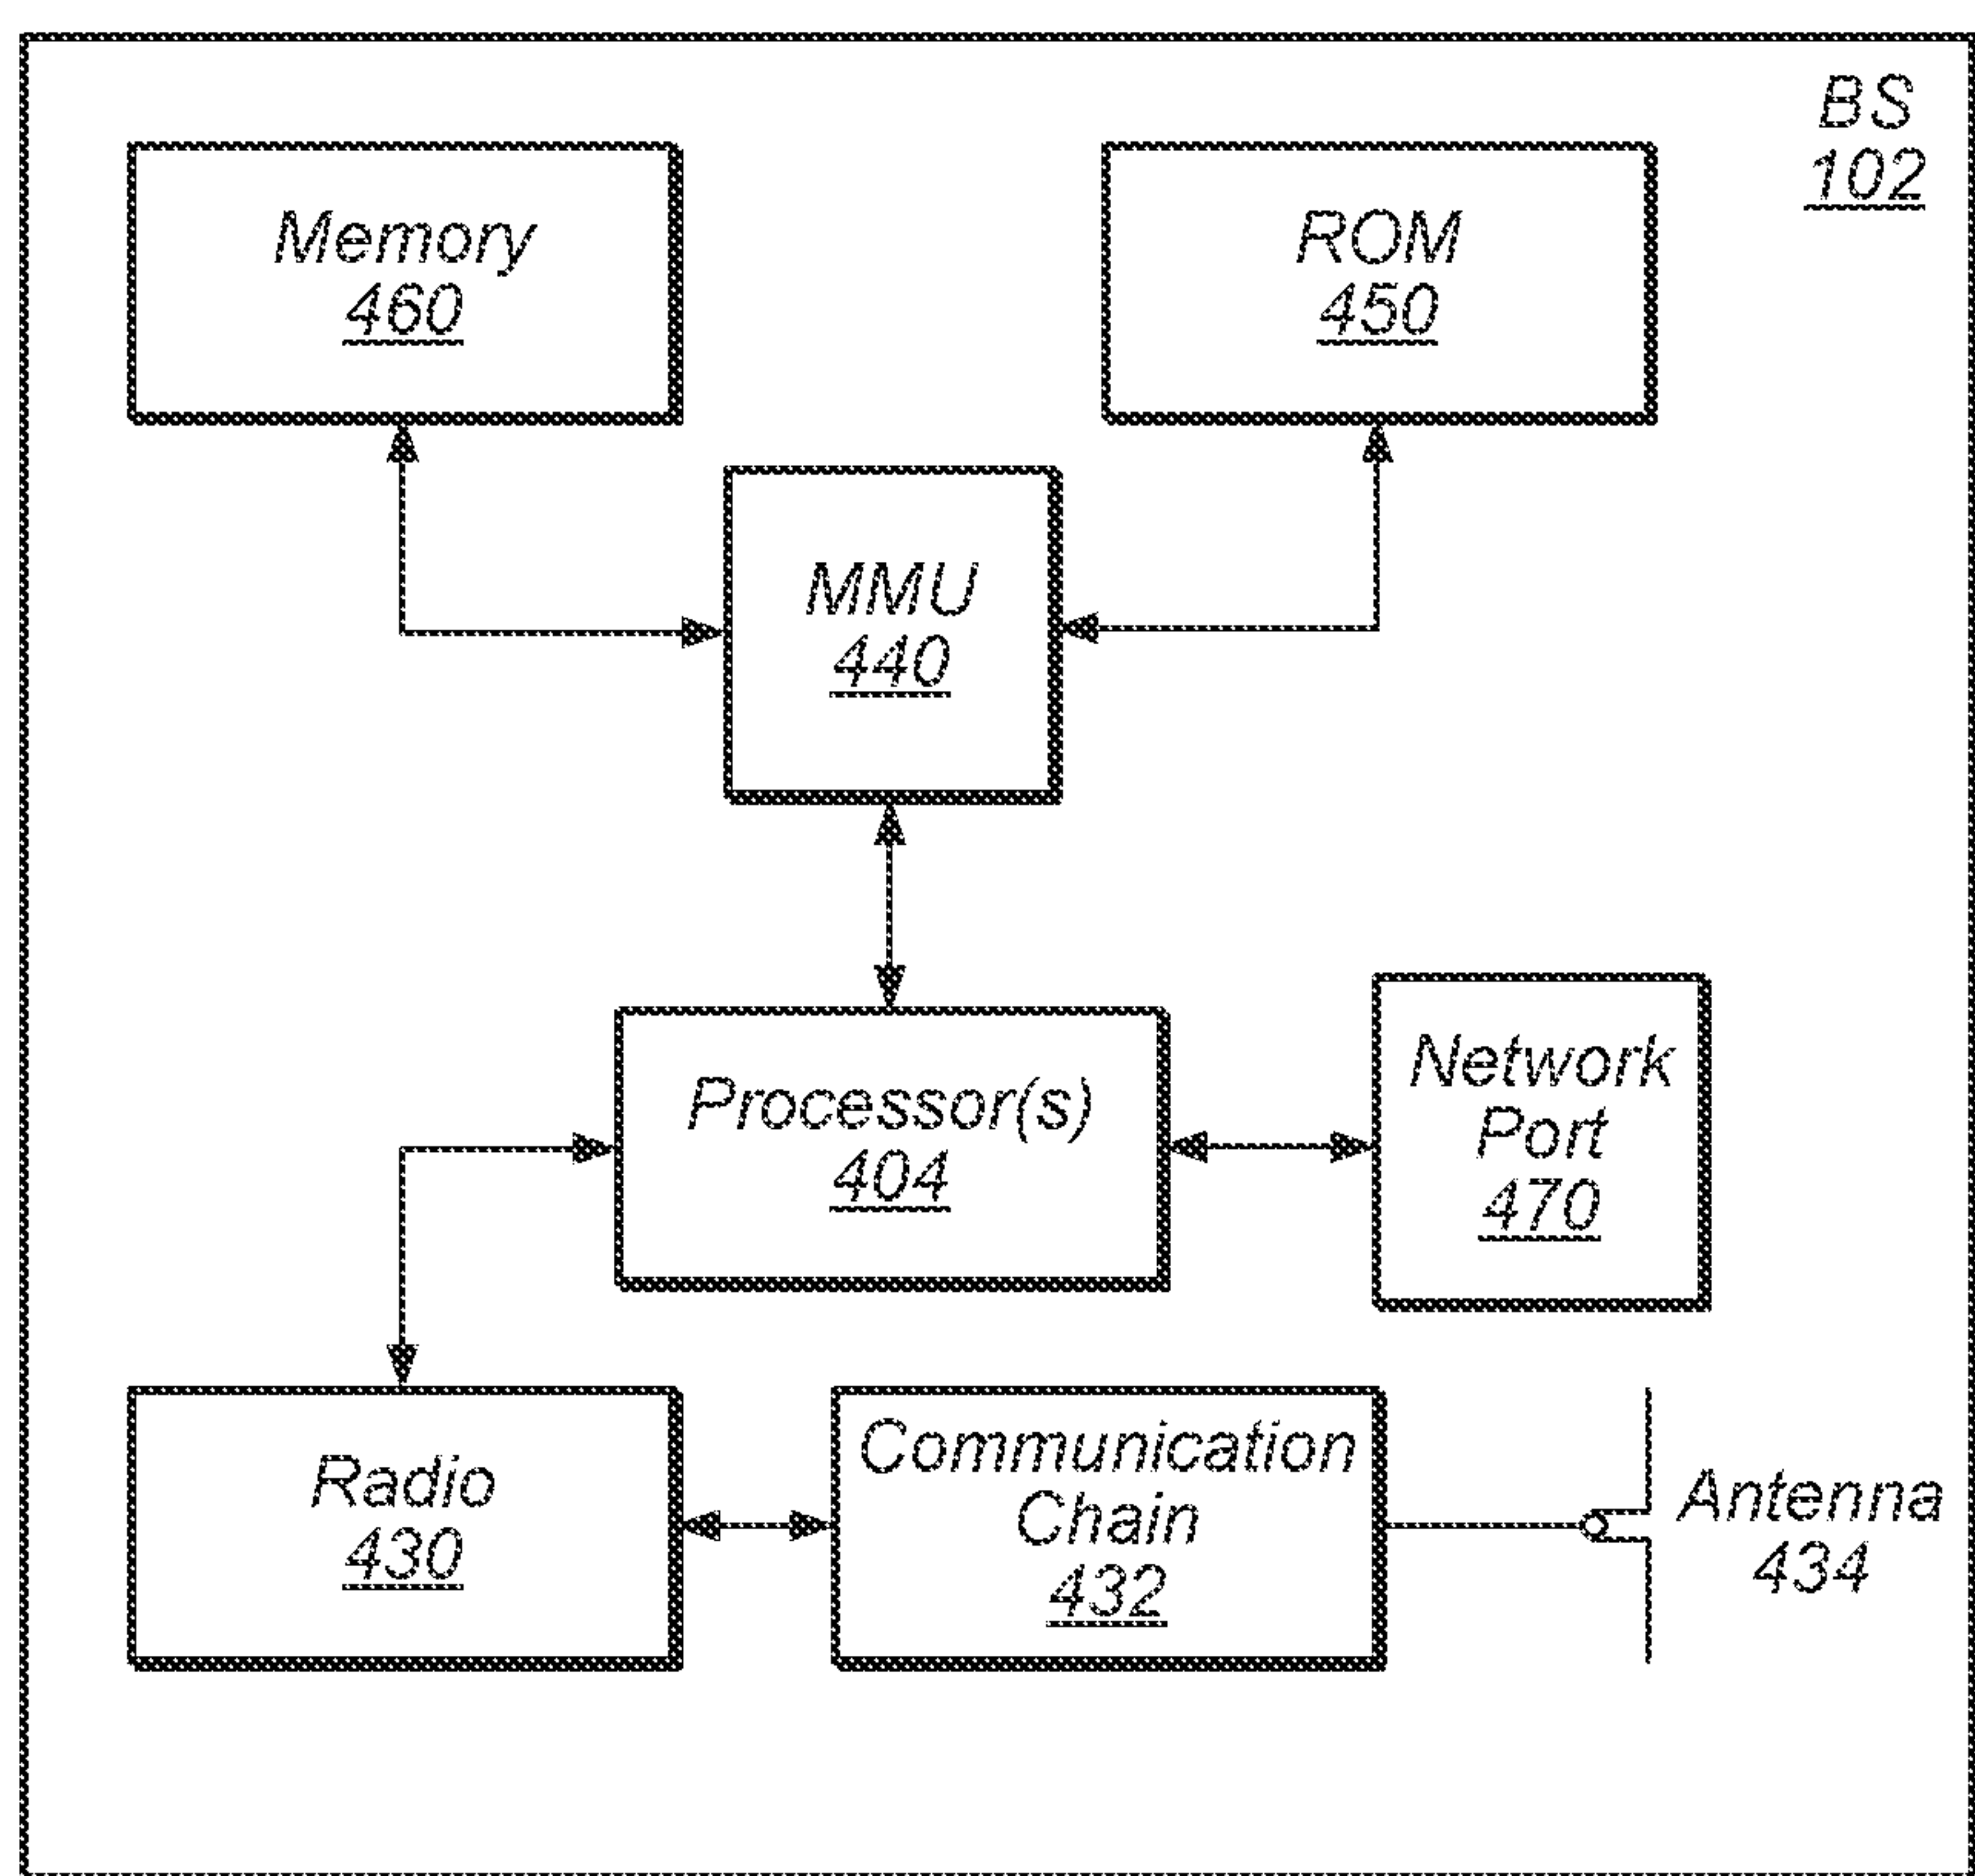 BS
102
Memory
460
ROM
450
MMU
440
Processor(s)
404
Network
Port
470
Radio
430
Communication
Chain
432
Antenna
434